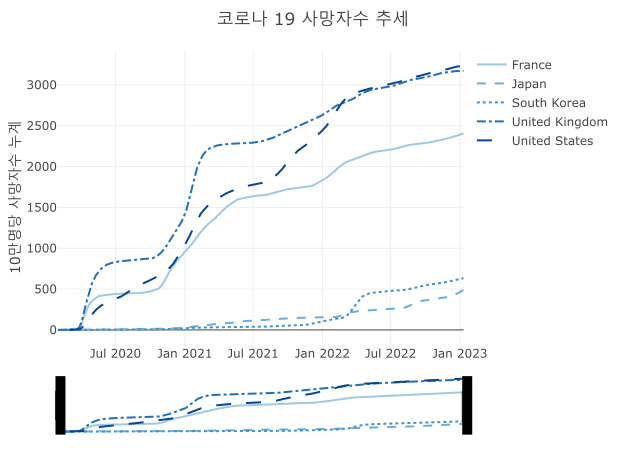 코로나 19 사망자수 추세
10만명당 사망자수 누계
3000
2500
2000
1500
1000
500
0
Jul 2020
Jan 2021
Jul 2021
Jan 2022
Jul 2022
Jan 2023
France
Japan
South Korea
United Kingdom
United States